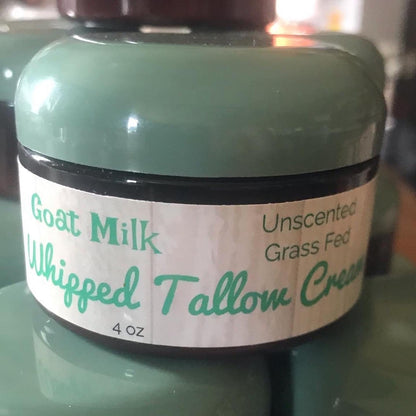 Goat Milk
Unscented
Grass Fed
Whipped Tallow Cream
4 oz